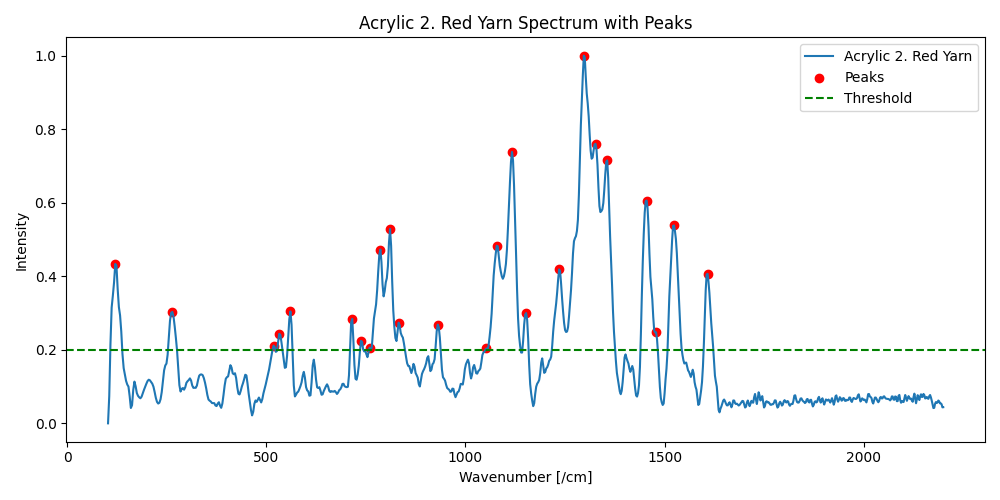 Acrylic 2. Red Yarn Spectrum with Peaks
Acrylic 2. Red Yarn
Peaks
Threshold
Intensity
1.0
0.8
0.6
0.4
0.2
0.0
0
500
1000
1500
2000
Wavenumber [/cm]